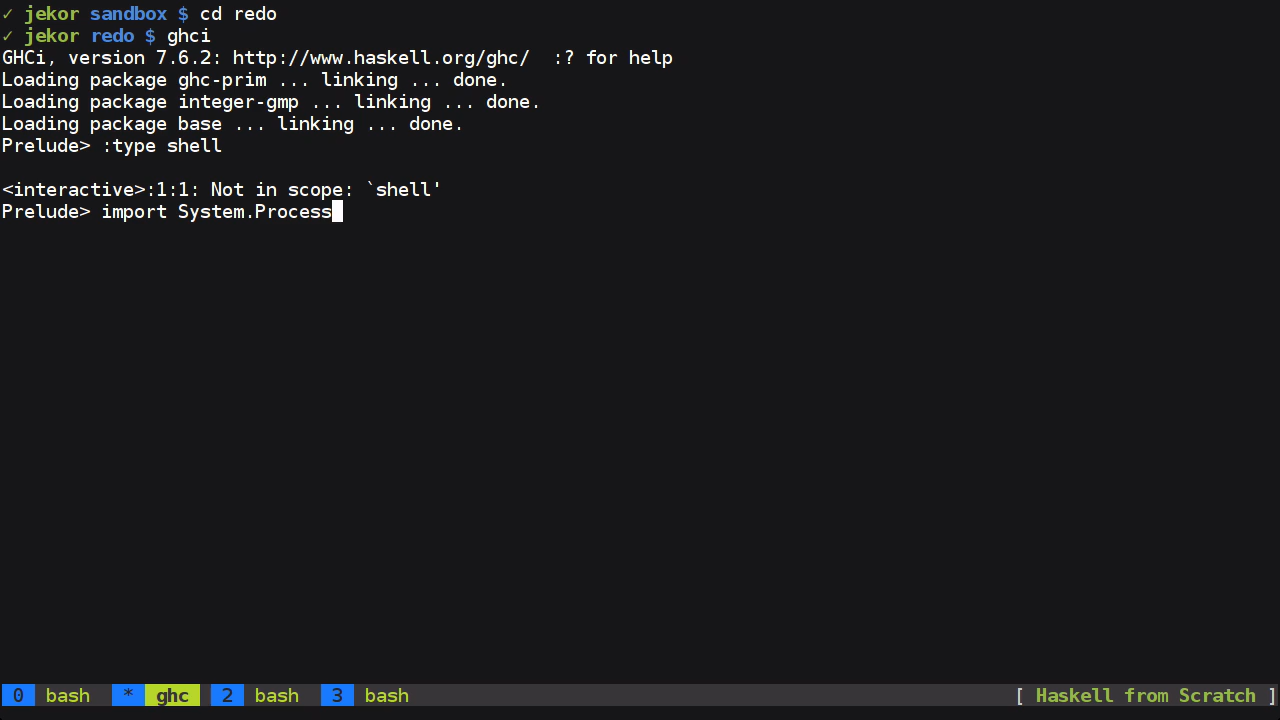 ✓ jekor sandbox $ cd redo
✓ jekor redo $ ghci
GHCi, version 7.6.2: http://www.haskell.org/ghc/  :? for help
Loading package ghc-prim ... linking ... done.
Loading package integer-gmp ... linking ... done.
Loading package base ... linking ... done.
Prelude> :type shell

<interactive>:1:1: Not in scope: `shell'
Prelude> import System.Process
0 bash * ghc 2 bash 3 bash [ Haskell from Scratch ]